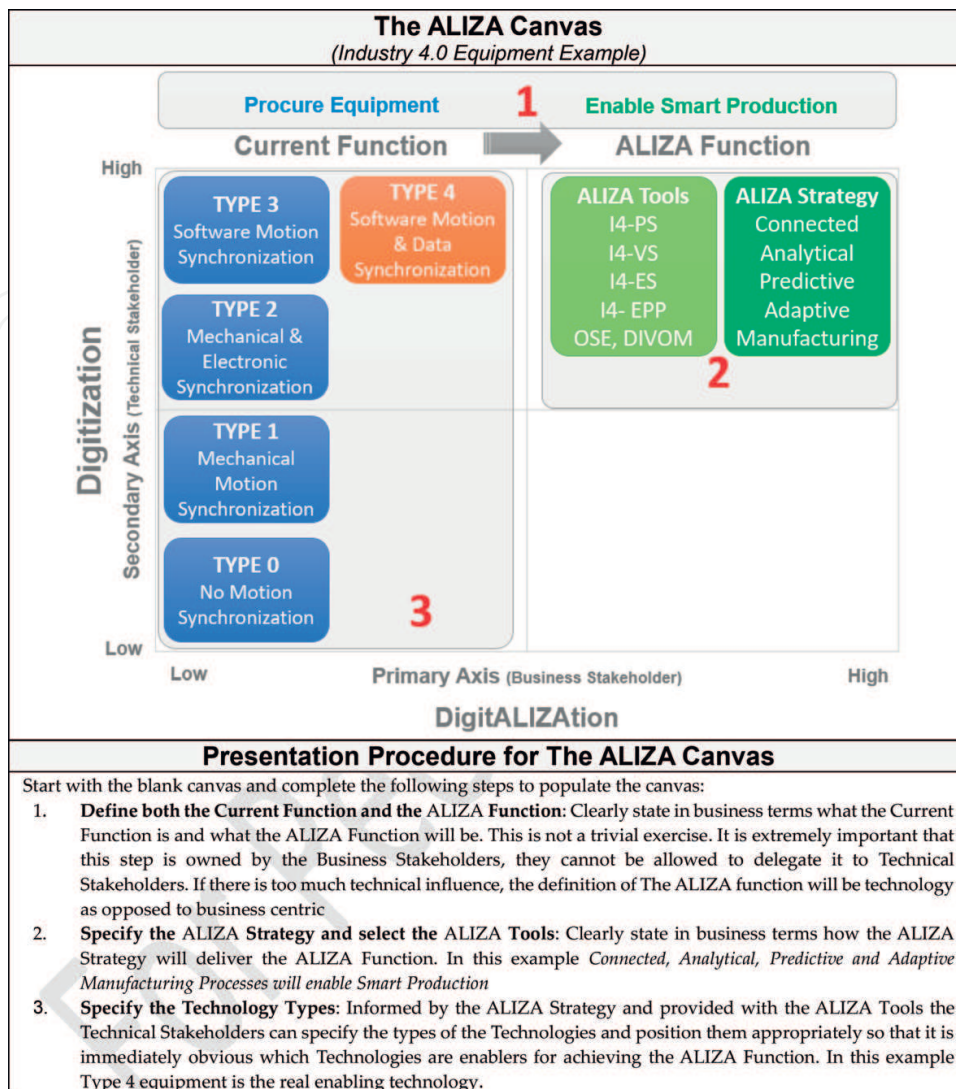 The ALIZA Canvas
(Industry 4.0 Equipment Example)
Procure Equipment
1
Enable Smart Production
Current Function
ALIZA Function
High
TYPE 3
Software Motion
Synchronization
TYPE 4
Software Motion
& Data
Synchronization
ALIZA Tools
I4-PS
I4-VS
I4-ES
I4- EPP
OSE, DIVOM
ALIZA Strategy
Connected
Analytical
Predictive
Adaptive
Manufacturing
2
TYPE 2
Mechanical &
Electronic
Synchronization
TYPE 1
Mechanical
Motion
Synchronization
TYPE 0
No Motion
Synchronization
3
Digitization
Secondary Axis (Technical Stakeholder)
Low
Low
Primary Axis (Business Stakeholder)
High
DigitALIZAtion
Presentation Procedure for The ALIZA Canvas
Start with the blank canvas and complete the following steps to populate the canvas:
1. Define both the Current Function and the ALIZA Function: Clearly state in business terms what the Current
Function is and what the ALIZA Function will be. This is not a trivial exercise. It is extremely important that
this step is owned by the Business Stakeholders, they cannot be allowed to delegate it to Technical
Stakeholders. If there is too much technical influence, the definition of The ALIZA function will be technology
as opposed to business centric
2. Specify the ALIZA Strategy and select the ALIZA Tools: Clearly state in business terms how the ALIZA
Strategy will deliver the ALIZA Function. In this example Connected, Analytical, Predictive and Adaptive
Manufacturing Processes will enable Smart Production
3. Specify the Technology Types: Informed by the ALIZA Strategy and provided with the ALIZA Tools the
Technical Stakeholders can specify the types of the Technologies and position them appropriately so that it is
immediately obvious which Technologies are enablers for achieving the ALIZA Function. In this example
Type 4 equipment is the real enabling technology.